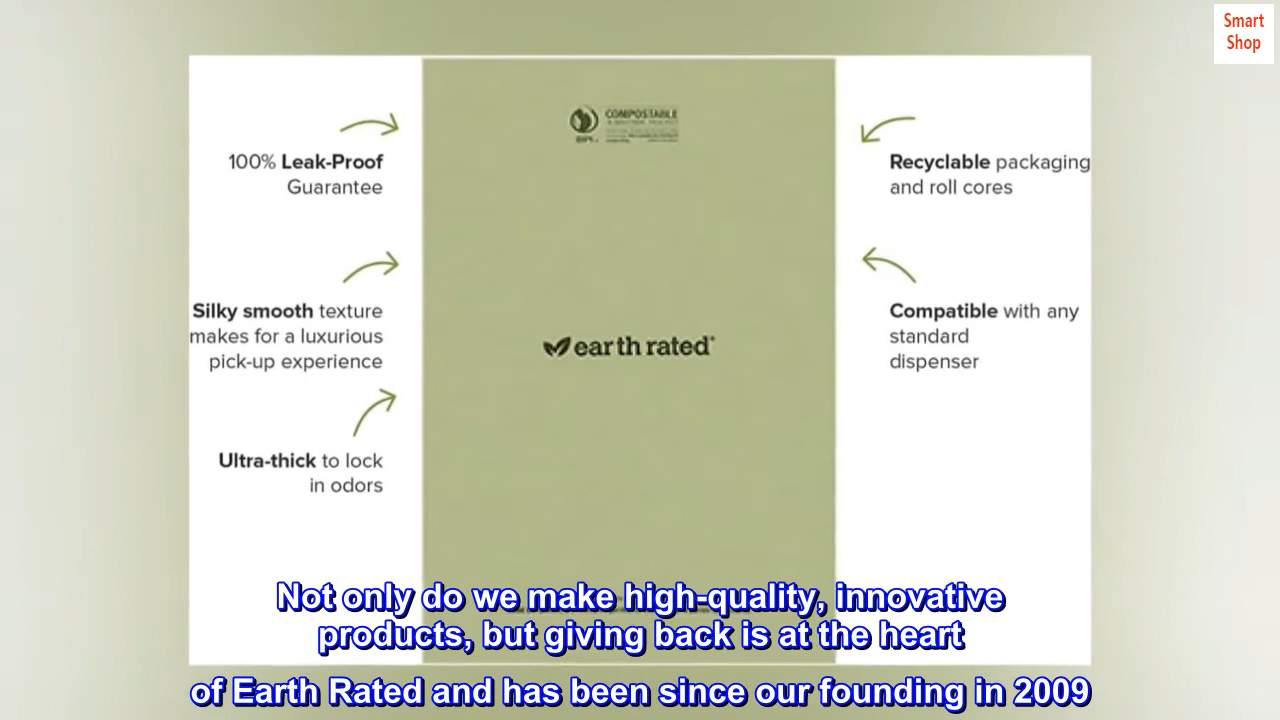 Smart
Shop
COMPOSTABLE
100% Leak-Proof
Guarantee
Recyclable packaging
and roll cores
Silky smooth texture
makes for a luxurious
pick-up experience
Compatible with any
standard
dispenser
earth rated®
Ultra-thick to lock
in odors
Not only do we make high-quality, innovative
products, but giving back is at the heart
of Earth Rated and has been since our founding in 2009